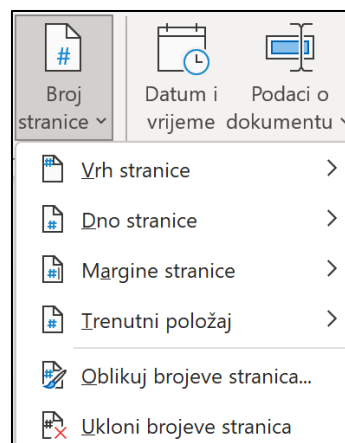 Broj
stranice
Datum i
vrijeme
Podaci o
dokumentu
Vrh stranice
Dno stranice
Margine stranice
Trenutni položaj
Oblikuj brojeve stranica...
Ukloni brojeve stranica